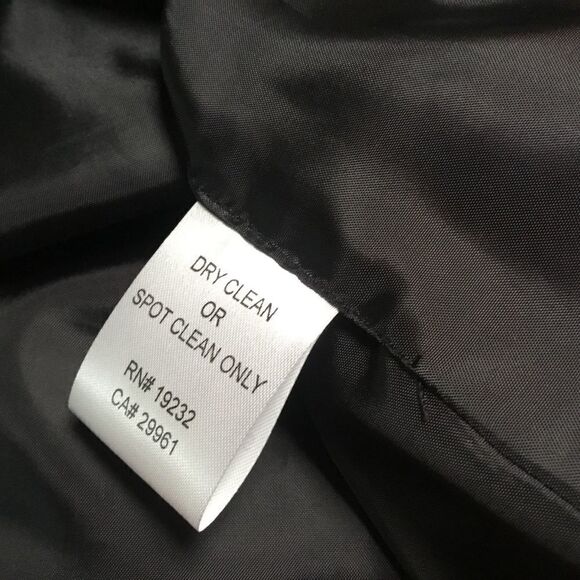 DRY CLEAN
OR
SPOT CLEAN ONLY
RN# 19232
CA# 29961